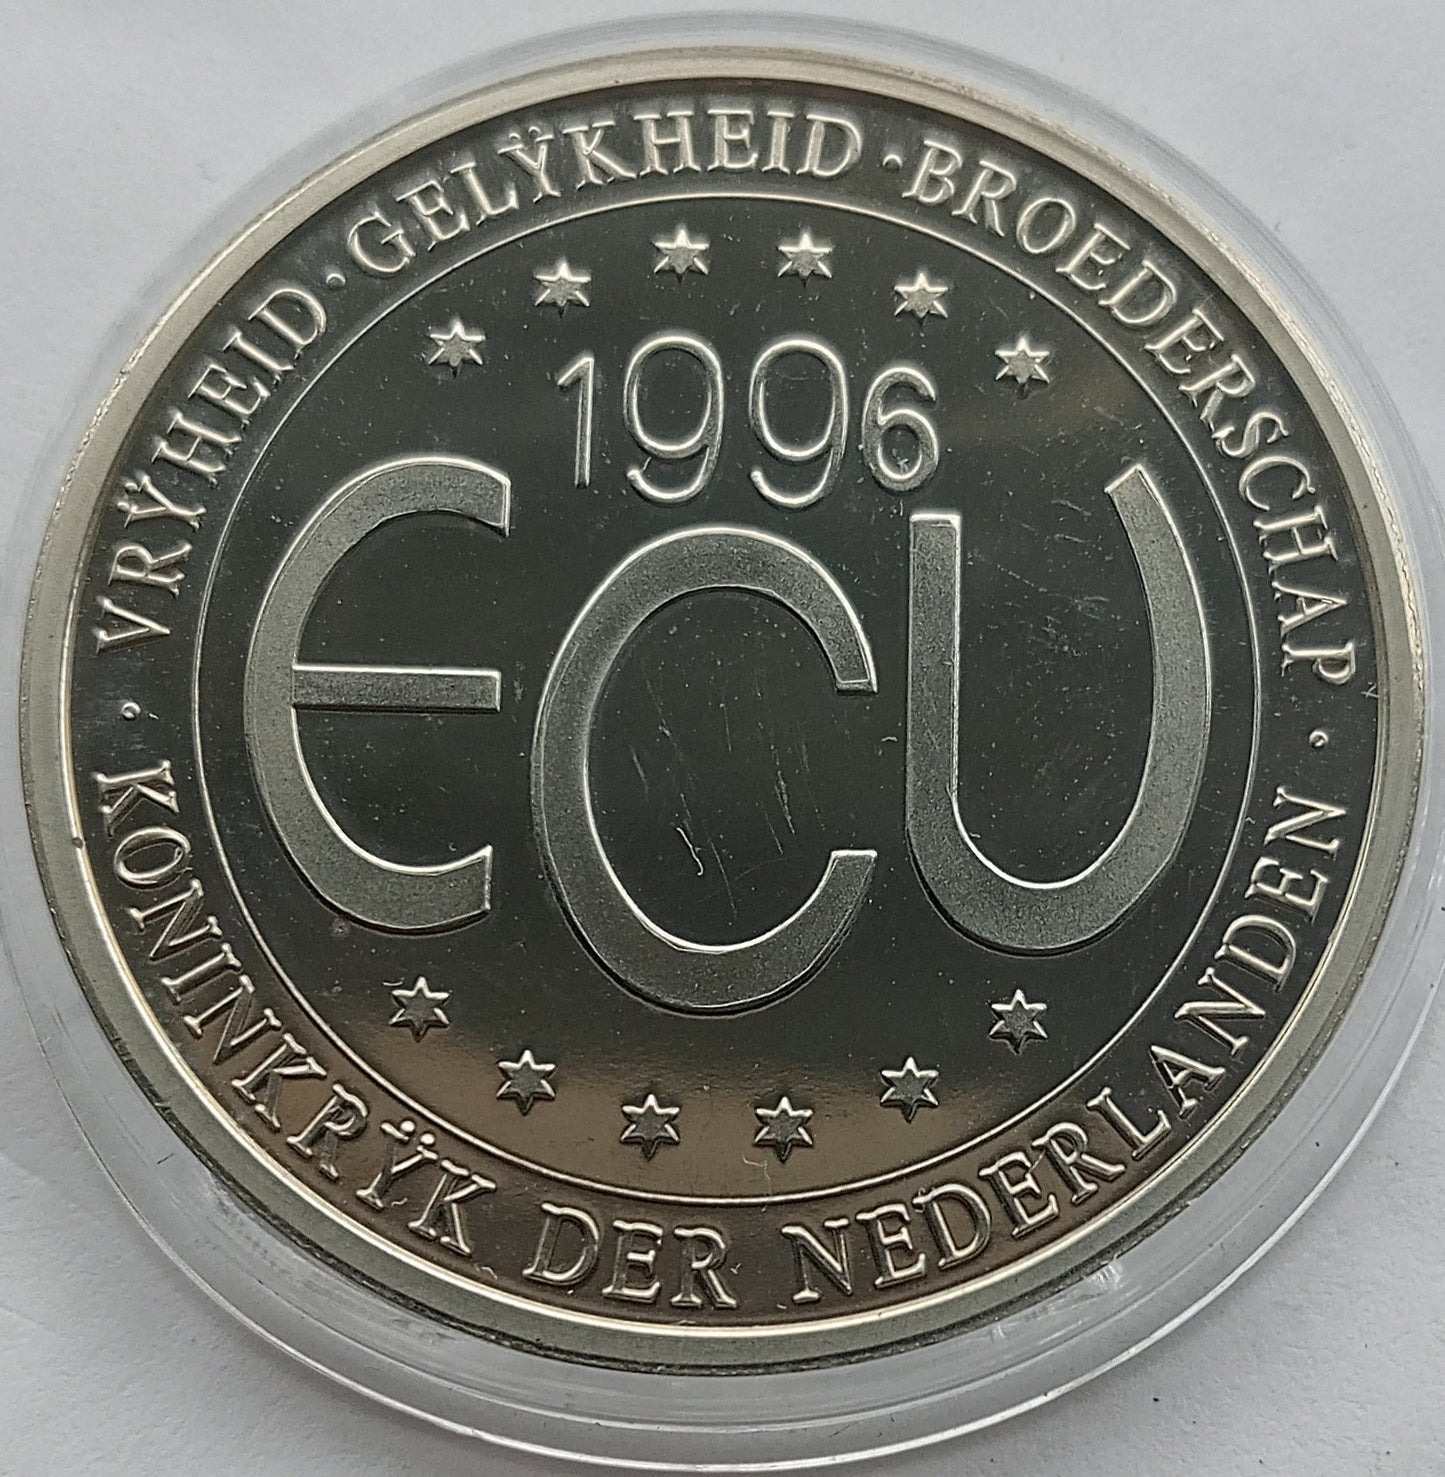 · VRŸHEID · GELŸKHEID · BROEDERSCHAP ·
1996
ECU
KONINKRŸK DER NEDERLANDEN